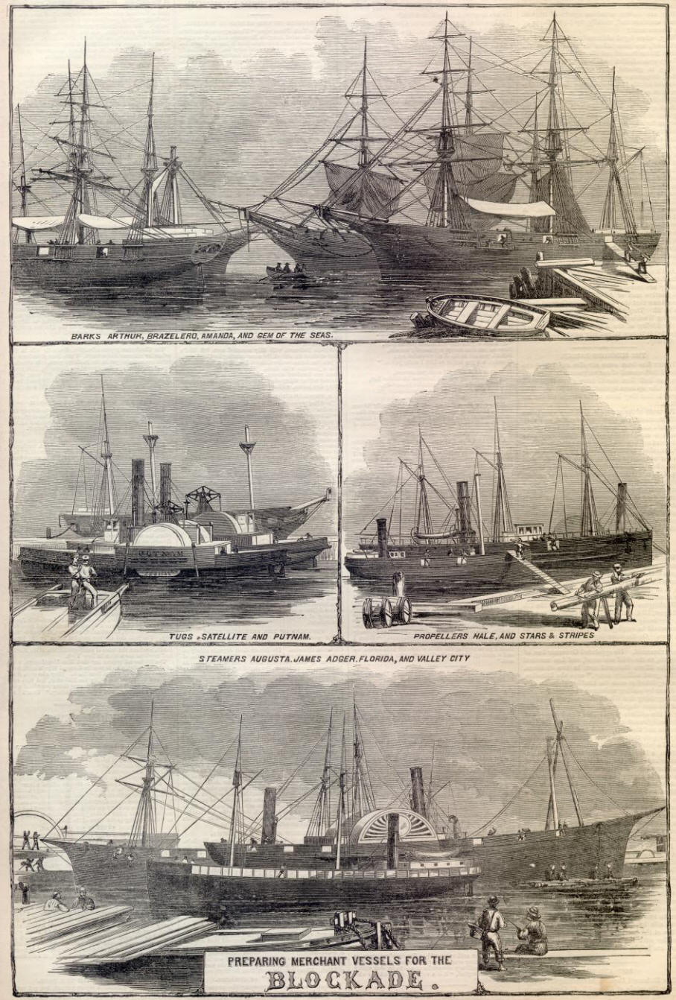 BARKS ARTHUR, BRAZELERO, AMANDA, AND GEM OF THE SEAS.
PUTNAM
TUGS SATELLITE AND PUTNAM.
PROPELLERS HALE, AND STARS & STRIPES
STEAMERS AUGUSTA. JAMES ADGER. FLORIDA, AND VALLEY CITY
PREPARING MERCHANT VESSELS FOR THE
BLOCKADE.